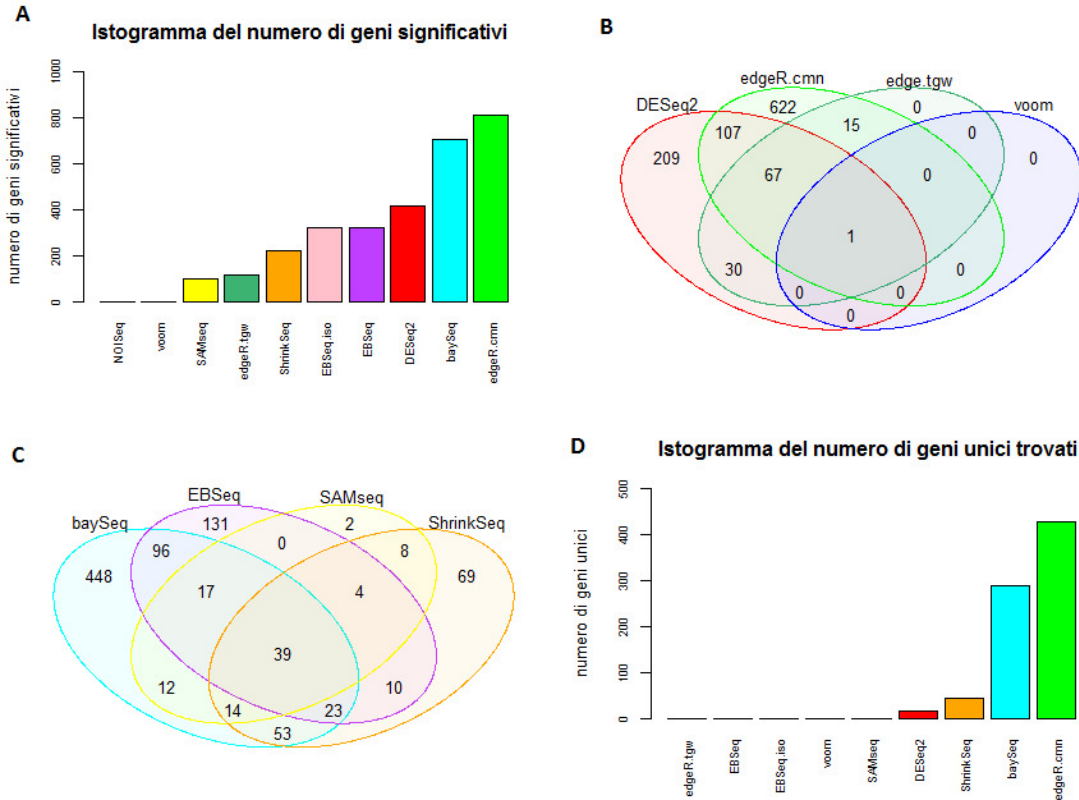 A
Istogramma del numero di geni significativi
numero di geni significativi
0
200
400
600
800
1000
NOISeq
voom
SAMseq
edgeR.tgw
ShrinkSeq
EBSeq.iso
EBSeq
DESeq2
baySeq
edgeR.cmn
B
edgeR.cmn
edge.tgw
DESeq2
voom
622
0
107
15
0
209
0
67
0
1
30
0
0
0
0
C
EBSeq
SAMseq
baySeq
ShrinkSeq
131
2
96
0
8
448
69
17
4
39
12
10
14
23
53
D
Istogramma del numero di geni unici trovati
numero di geni unici
0
100
200
300
400
500
edgeR.tgw
EBSeq
EBSeq.iso
voom
SAMseq
DESeq2
ShrinkSeq
baySeq
edgeR.cmn